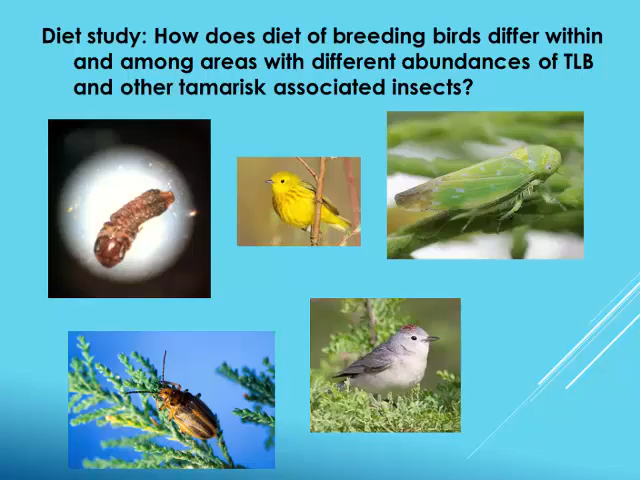 Diet study: How does diet of breeding birds differ within
and among areas with different abundances of TLB
and other tamarisk associated insects?